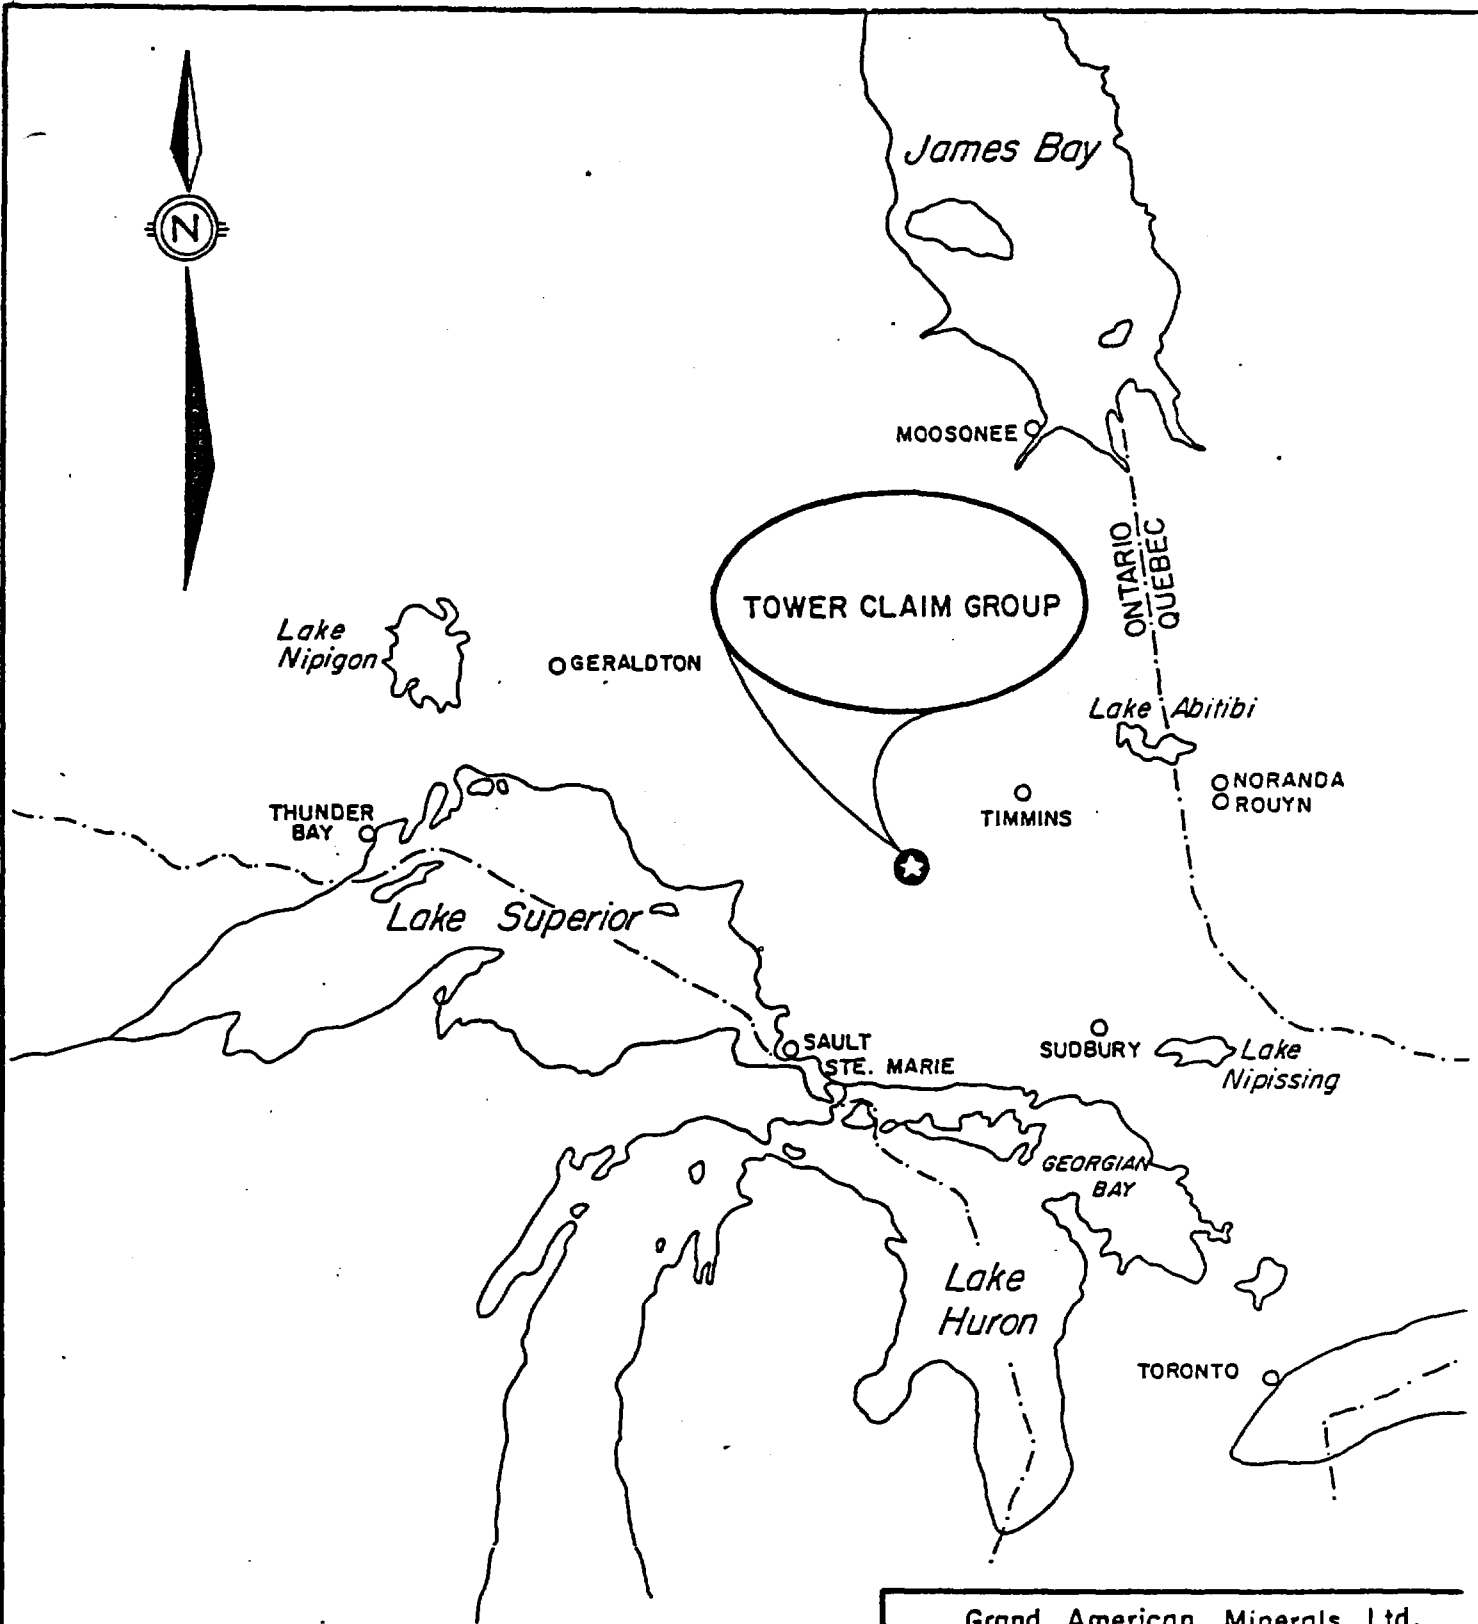 James Bay
N
MOOSONEE
ONTARIO
QUEBEC
TOWER CLAIM GROUP
Lake
Nipigon
GERALDTON
Lake Abitibi
NORANDA
ROUYN
TIMMINS
THUNDER
BAY
Lake Superior
SAULT
STE. MARIE
SUDBURY
Lake
Nipissing
GEORGIAN
BAY
Lake
Huron
TORONTO
Grand American Minerals Ltd.